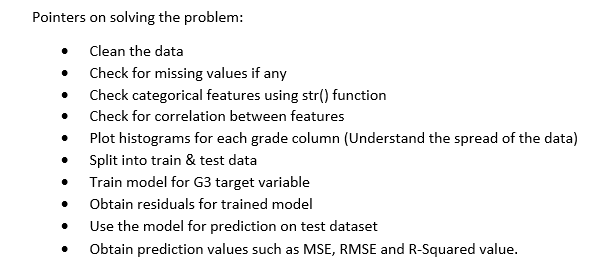 Pointers on solving the problem:
• Clean the data
• Check for missing values if any
• Check categorical features using str() function
• Check for correlation between features
• Plot histograms for each grade column (Understand the spread of the data)
• Split into train & test data
• Train model for G3 target variable
• Obtain residuals for trained model
• Use the model for prediction on test dataset
• Obtain prediction values such as MSE, RMSE and R-Squared value.